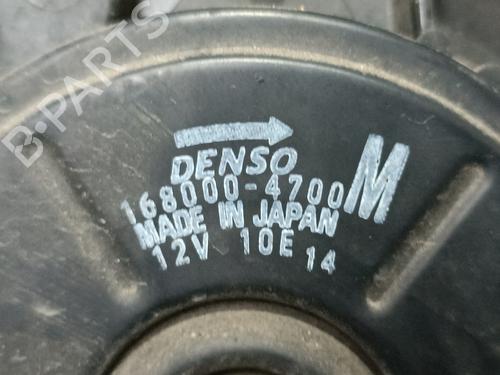 B-PARTS
DENSO
168000-4700 M
MADE IN JAPAN
12V 10E 14